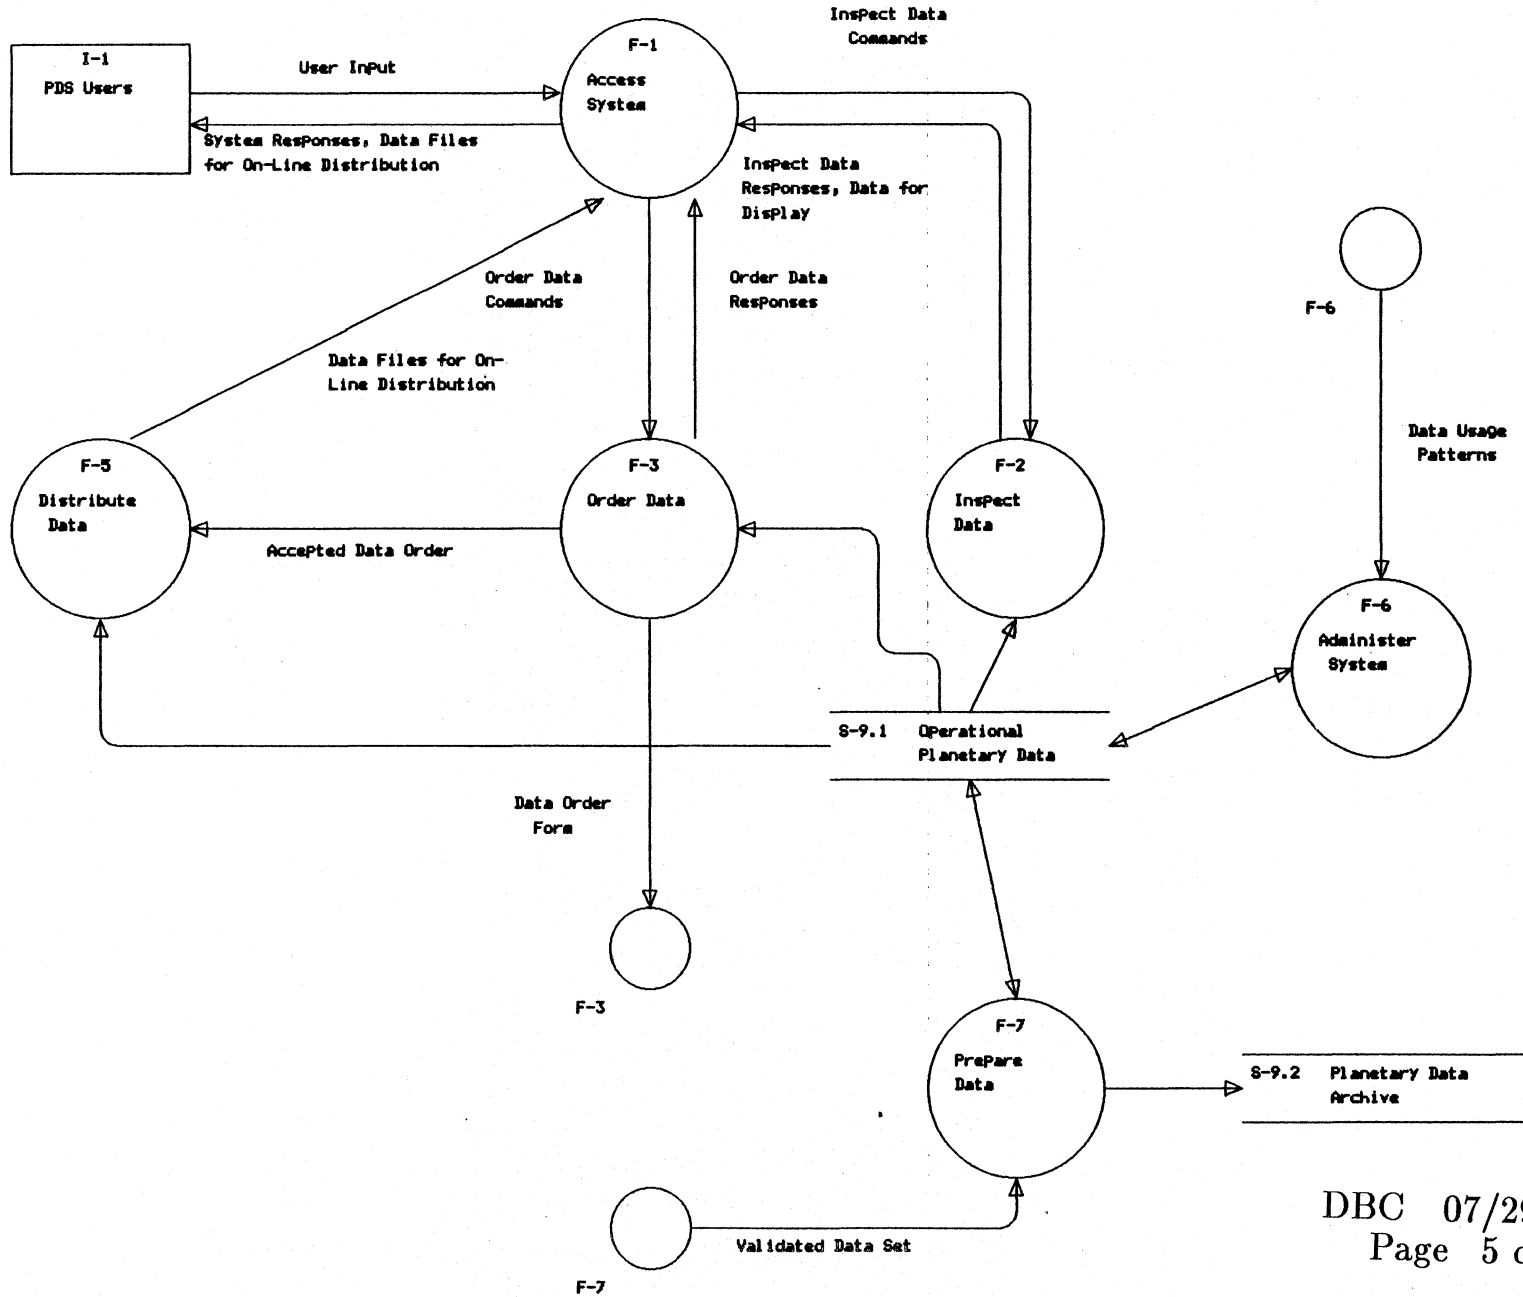 Inspect Data
Commands
I-1
PDS Users
User Input
F-1
Access
System
System Responses, Data Files
for On-Line Distribution
Inspect Data
Responses, Data for
Display
Order Data
Commands
Order Data
Responses
F-6
Data Files for On-
Line Distribution
Data Usage
Patterns
F-5
Distribute
Data
F-3
Order Data
F-2
Inspect
Data
Accepted Data Order
F-6
Administer
System
S-9.1 Operational
Planetary Data
Data Order
Form
F-3
F-7
Prepare
Data
S-9.2 Planetary Data
Archive
Validated Data Set
F-7
DBC 07/29
Page 5